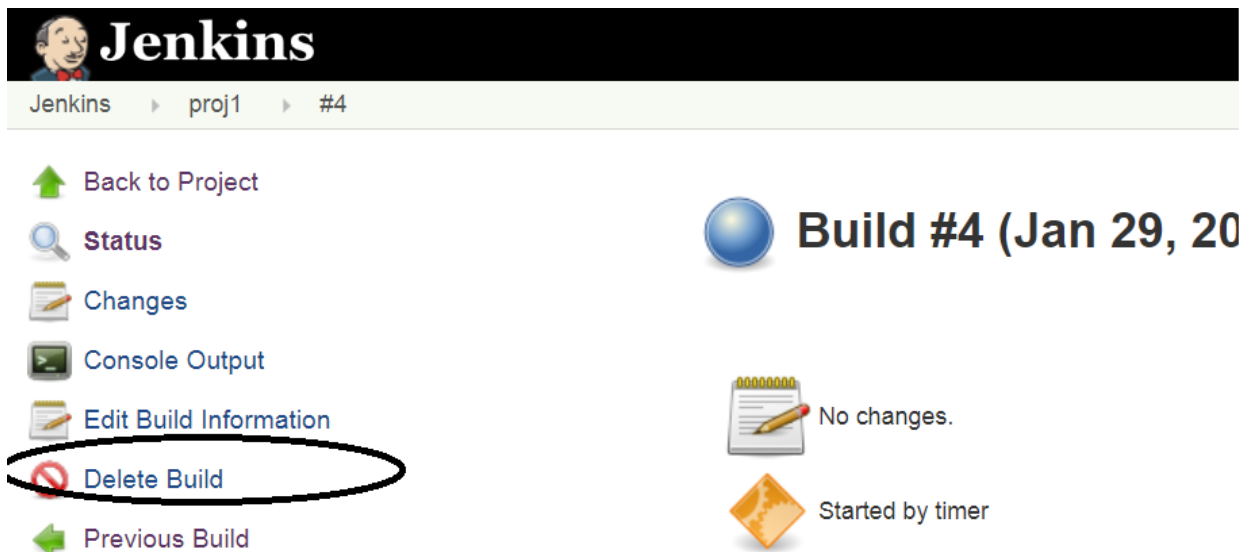 Jenkins
Jenkins proj1 #4
Back to Project
Status
Changes
Console Output
Edit Build Information
Delete Build
Previous Build
Build #4 (Jan 29, 20
No changes.
Started by timer